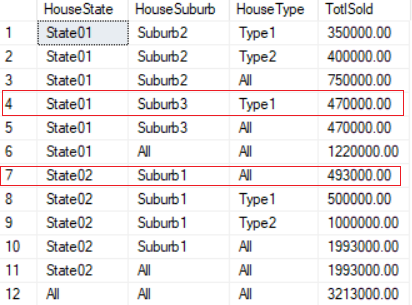 HouseState HouseSuburb HouseType TotlSold
1 State01 Suburb2 Type1 350000.00
2 State01 Suburb2 Type2 400000.00
3 State01 Suburb2 All 750000.00
4 State01 Suburb3 Type1 470000.00
5 State01 Suburb3 All 470000.00
6 State01 All All 1220000.00
7 State02 Suburb1 All 493000.00
8 State02 Suburb1 Type1 500000.00
9 State02 Suburb1 Type2 1000000.00
10 State02 Suburb1 All 1993000.00
11 State02 All All 1993000.00
12 All All All 3213000.00